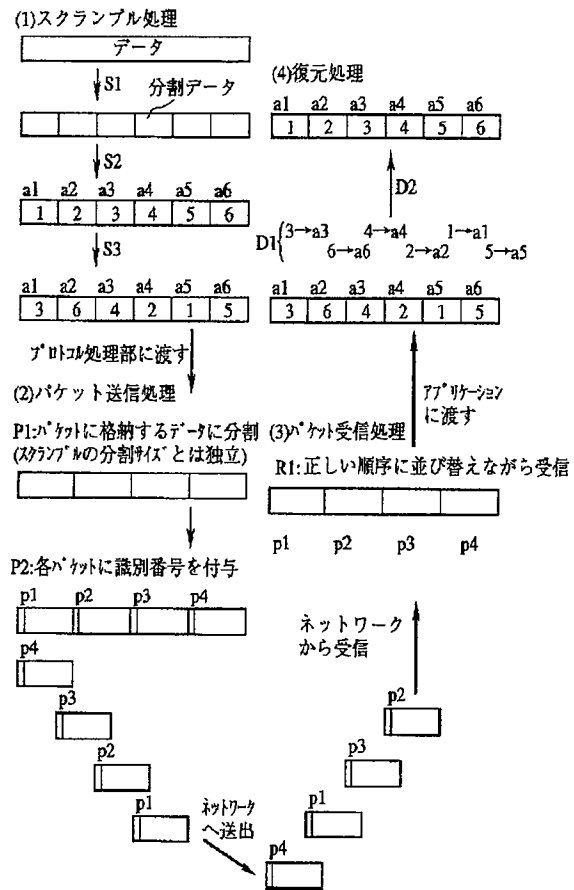 (1)スクランブル処理
データ
S1
分割データ
S2
a1 a2 a3 a4 a5 a6
1 2 3 4 5 6
S3
a1 a2 a3 a4 a5 a6
3 6 4 2 1 5
プロトコル処理部に渡す
(2)パケット送信処理
P1:パケットに格納するデータに分割
(スクランブルの分割サイズとは独立)
P2:各パケットに識別番号を付与
p1 p2 p3 p4
p4
p3
p2
p1
ネットワーク
へ送出
(4)復元処理
a1 a2 a3 a4 a5 a6
1 2 3 4 5 6
D2
D1{3→a3 4→a4 1→a1
6→a6 2→a2 5→a5
a1 a2 a3 a4 a5 a6
3 6 4 2 1 5
アプリケーション
に渡す
(3)パケット受信処理
R1:正しい順序に並び替えながら受信
p1 p2 p3 p4
ネットワーク
から受信
p2
p3
p1
p4